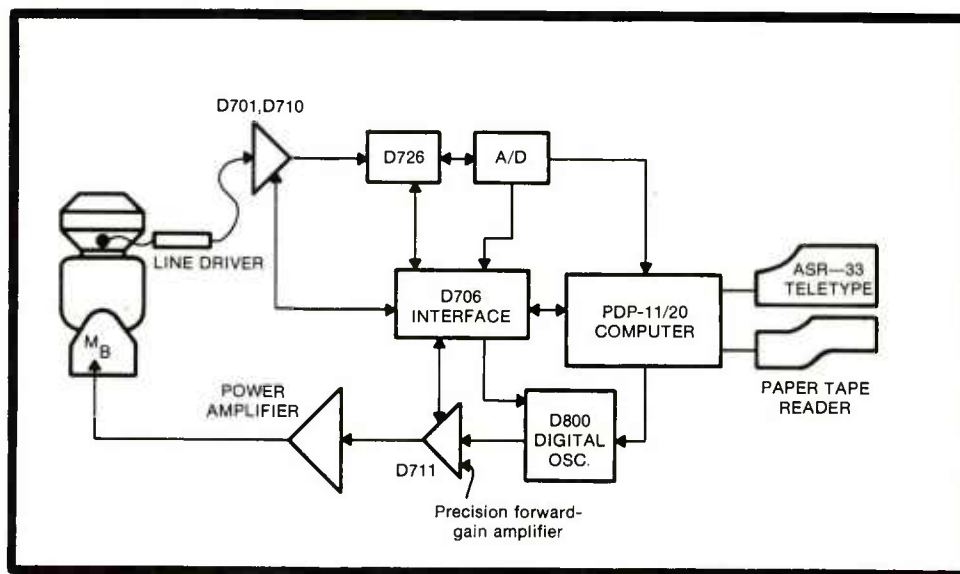 D701,D710
D726
A/D
LINE DRIVER
D706
INTERFACE
PDP-11/20
COMPUTER
ASR—33
TELETYPE
PAPER TAPE
READER
MB
POWER
AMPLIFIER
D711
D800
DIGITAL
OSC.
Precision forward-
gain amplifier